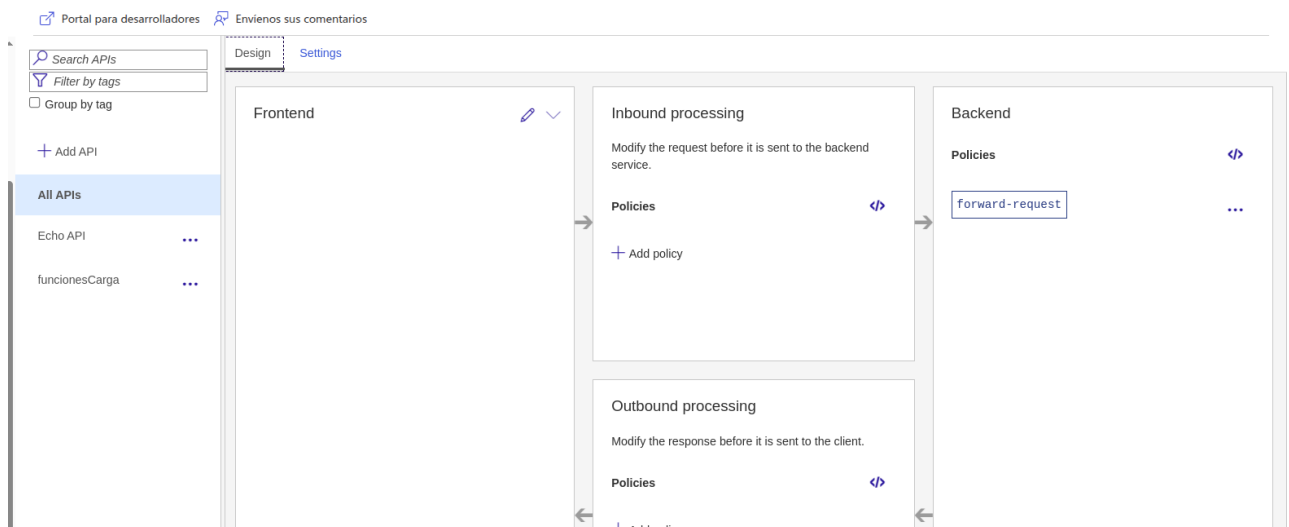 Portal para desarrolladores
Envíenos sus comentarios
Search APIs
Filter by tags
Group by tag
Add API
All APIs
Echo API
funcionesCarga
Design
Settings
Frontend
Inbound processing
Modify the request before it is sent to the backend
service.
Policies
</>
Add policy
Outbound processing
Modify the response before it is sent to the client.
Policies
</>
Backend
Policies
</>
forward-request